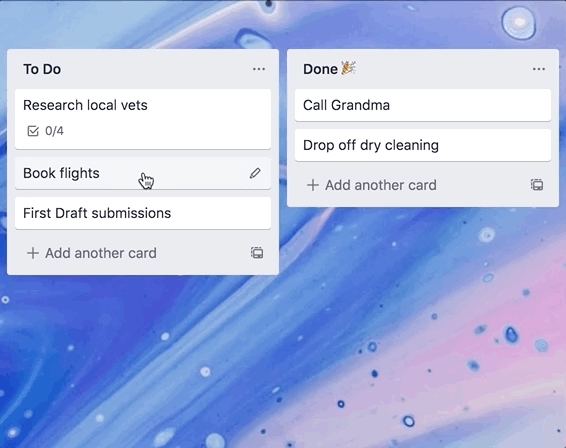 To Do
Research local vets
0/4
Book flights
First Draft submissions
+ Add another card
Done 🎉
Call Grandma
Drop off dry cleaning
+ Add another card